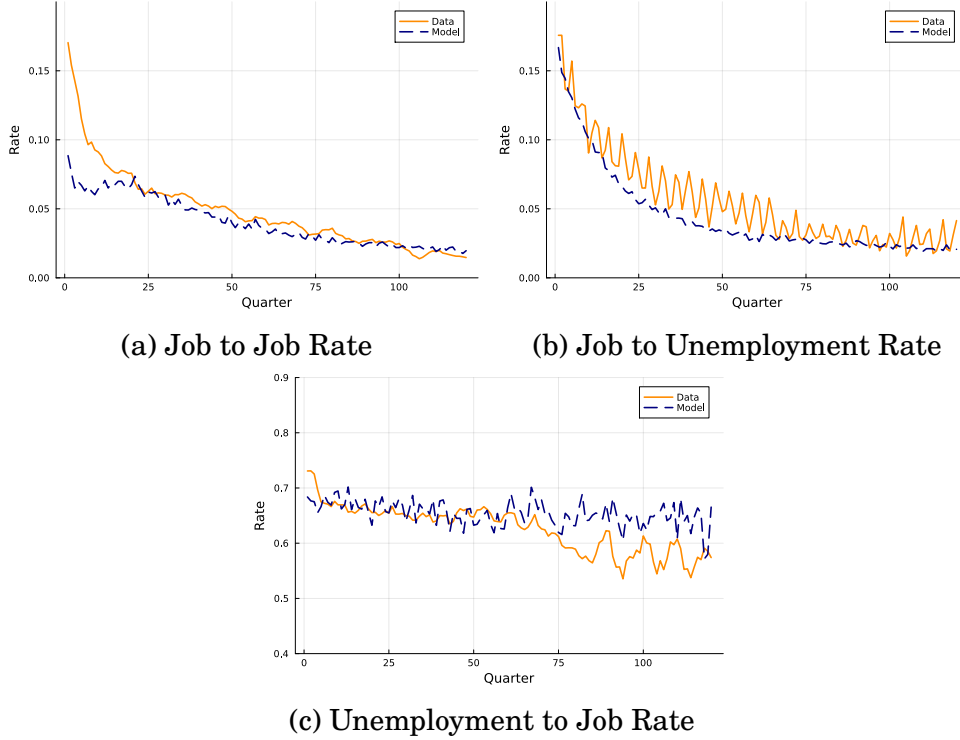 Data
Model
0.15
0.10
0.05
0.00
Rate
0
25
50
75
100
Quarter
(a) Job to Job Rate
Data
Model
0.15
0.10
0.05
0.00
Rate
0
25
50
75
100
Quarter
(b) Job to Unemployment Rate
0.9
0.8
0.7
0.6
0.5
0.4
Rate
Data
Model
0
25
50
75
100
Quarter
(c) Unemployment to Job Rate